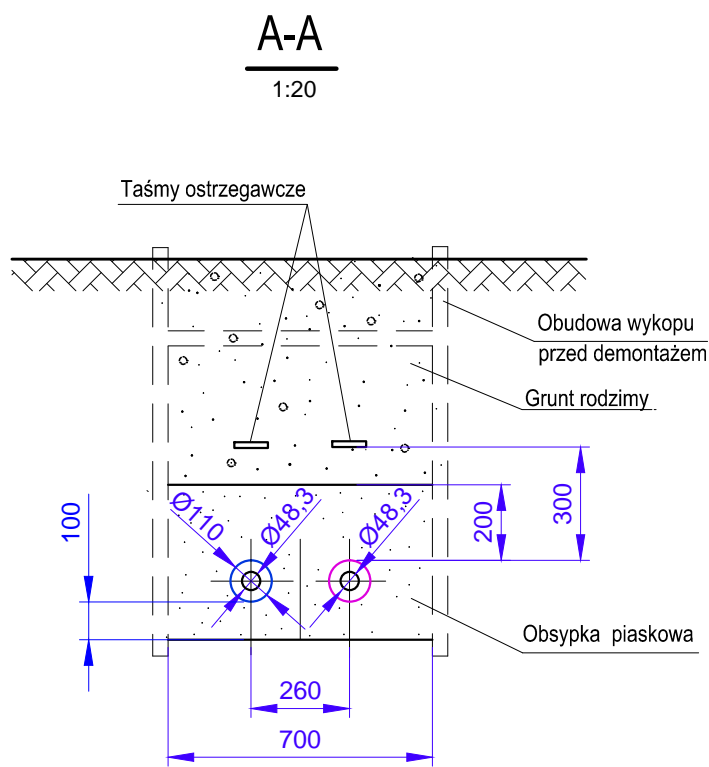 A-A
1:20
Taśmy ostrzegawcze
Obudowa wykopu
przed demontażem
Grunt rodzimy
100
Ø110
Ø48,3
Ø48,3
200
300
Obsypka piaskowa
260
700